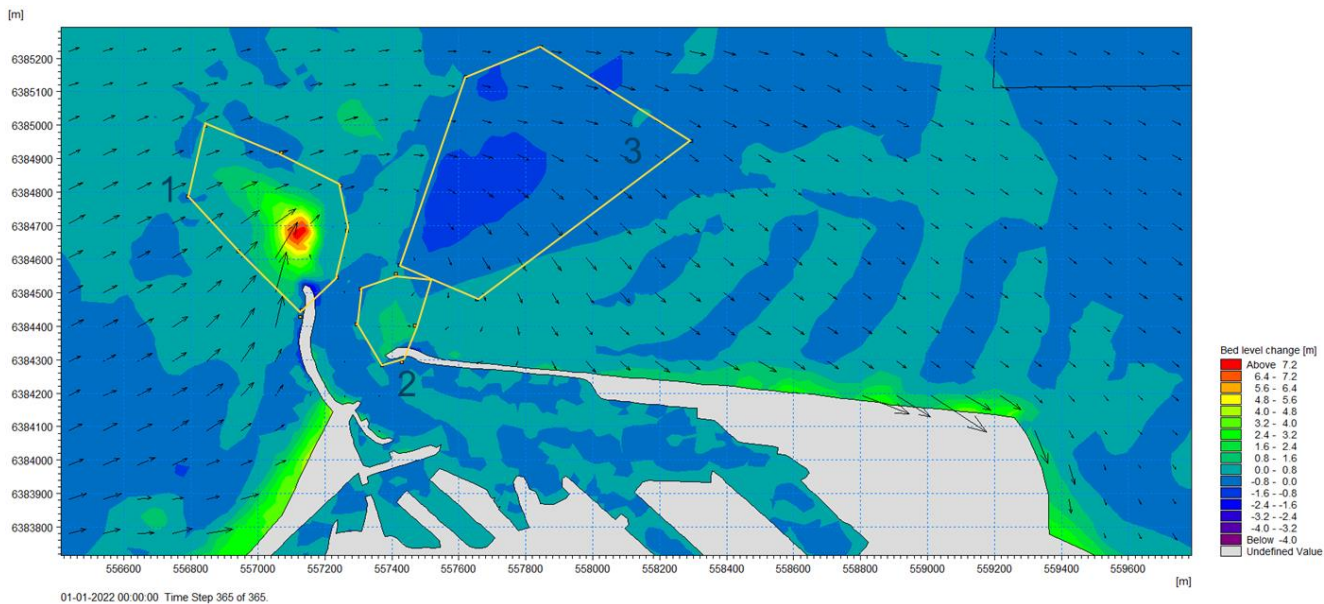 [m]
6385200
6385100
6385000
6384900
6384800
6384700
6384600
6384500
6384400
6384300
6384200
6384100
6384000
6383900
6383800
1
3
2
556600 556800 557000 557200 557400 557600 557800 558000 558200 558400 558600 558800 559000 559200 559400 559600
[m]
01-01-2022 00:00:00 Time Step 365 of 365.
Bed level change [m]
Above 7.2
6.4 - 7.2
5.6 - 6.4
4.8 - 5.6
4.0 - 4.8
3.2 - 4.0
2.4 - 3.2
1.6 - 2.4
0.8 - 1.6
0.0 - 0.8
-0.8 - 0.0
-1.6 - -0.8
-2.4 - -1.6
-3.2 - -2.4
-4.0 - -3.2
Below -4.0
Undefined Value